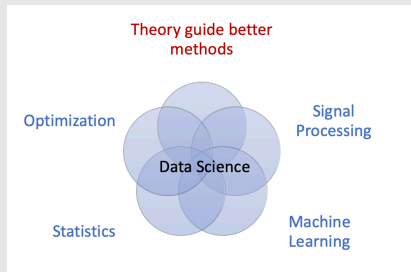 Theory guide better
methods
Optimization
Signal
Processing
Data Science
Statistics
Machine
Learning